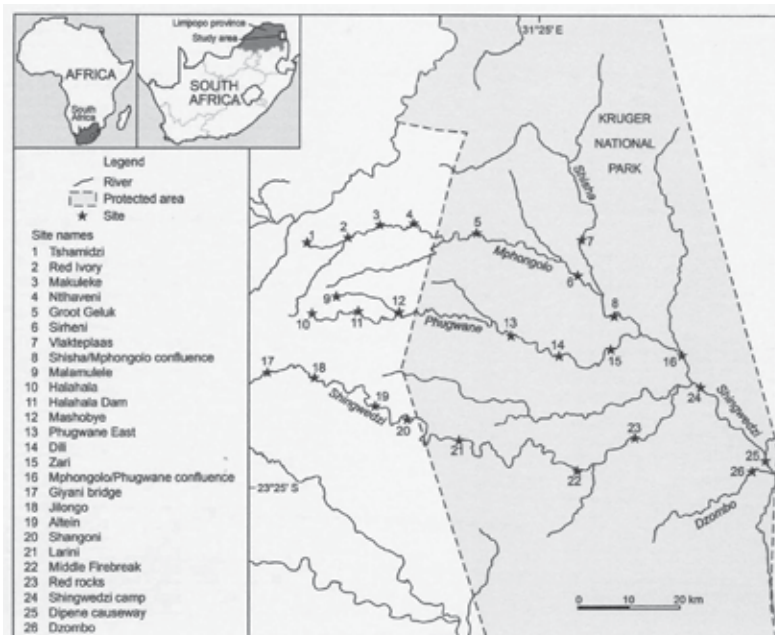 Limpopo province
Study area
AFRICA
South
Africa
SOUTH
AFRICA
31°25' E
KRUGER
NATIONAL
PARK
Legend
River
Protected area
Site
Site names
1 Tshamidzi
2 Red Ivory
3 Makuleke
4 Ntlhaveni
5 Groot Geluk
6 Sirheni
7 Vlakteplaas
8 Shisha/Mphongolo confluence
9 Malamulele
10 Halahala
11 Halahala Dam
12 Mashobye
13 Phugwane East
14 Dili
15 Zari
16 Mphongolo/Phugwane confluence
17 Giyani bridge
18 Jilongo
19 Altein
20 Shangoni
21 Larini
22 Middle Firebreak
23 Red rocks
24 Shingwedzi camp
25 Dipene causeway
26 Dzombo
Shisha
1
2
3
4
5
7
Mphongolo
6
8
9
10
11
12
Phugwane
13
14
15
16
17
18
Shingwedzi
19
20
21
22
23
24
Shingwedzi
25
26
Dzombo
23°25' S
0 10 20 km